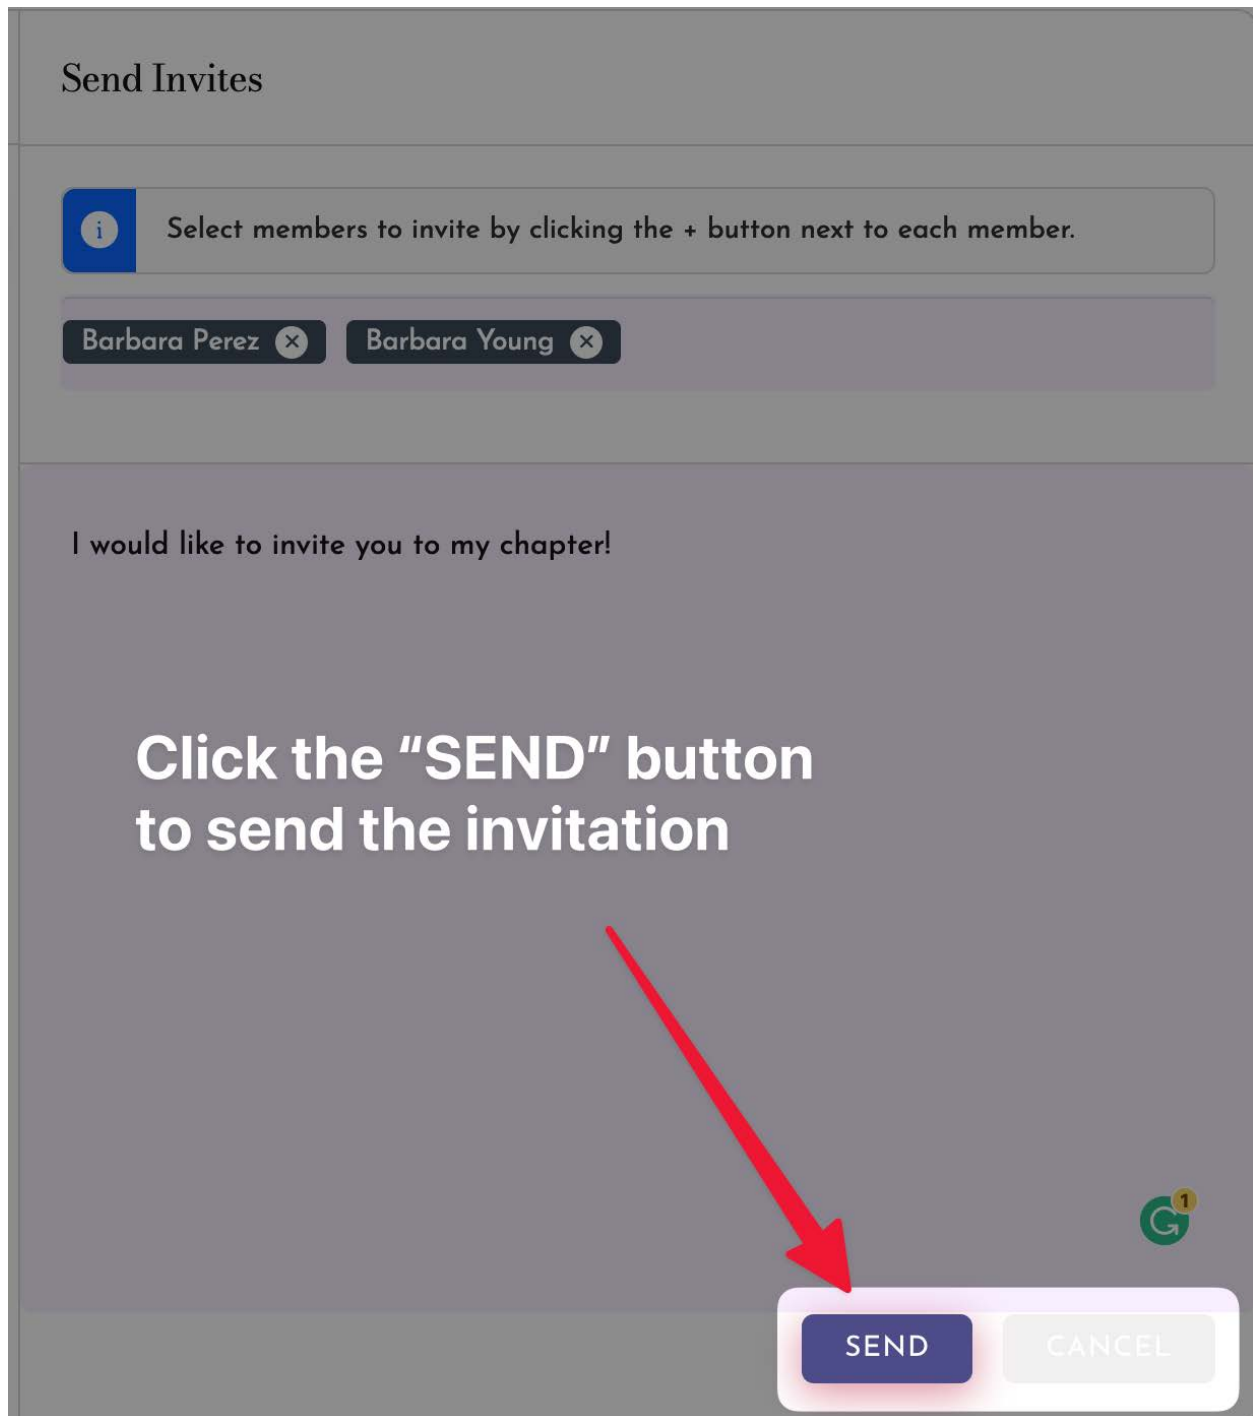 Send Invites
i
Select members to invite by clicking the + button next to each member.
Barbara Perez × Barbara Young ×
I would like to invite you to my chapter!
Click the “SEND” button
to send the invitation
G 1
SEND CANCEL